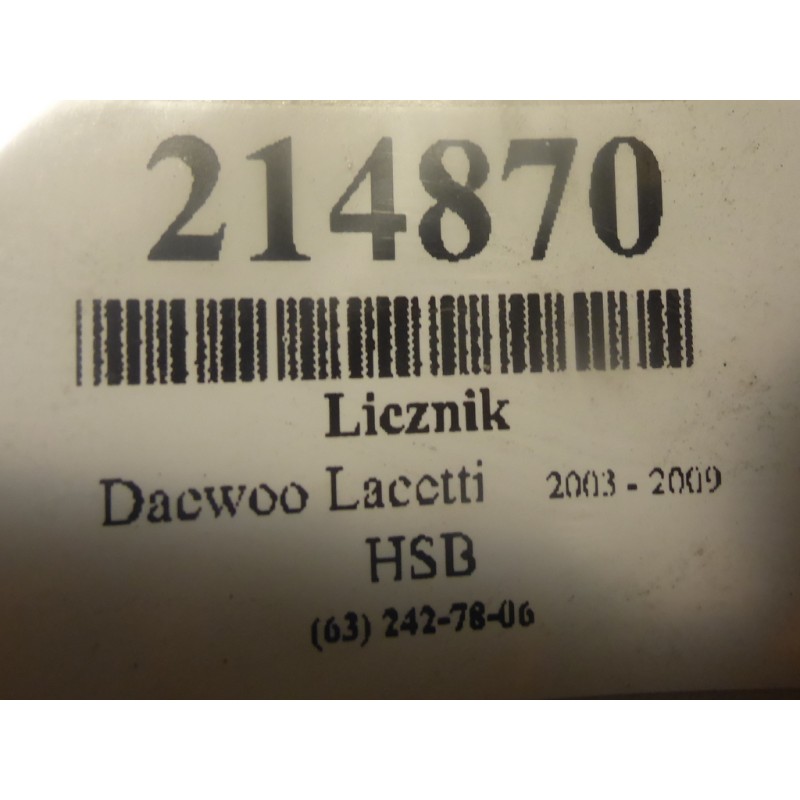 214870
Licznik
Daewoo Lacetti 2003 - 2009
HSB
(63) 242-78-06